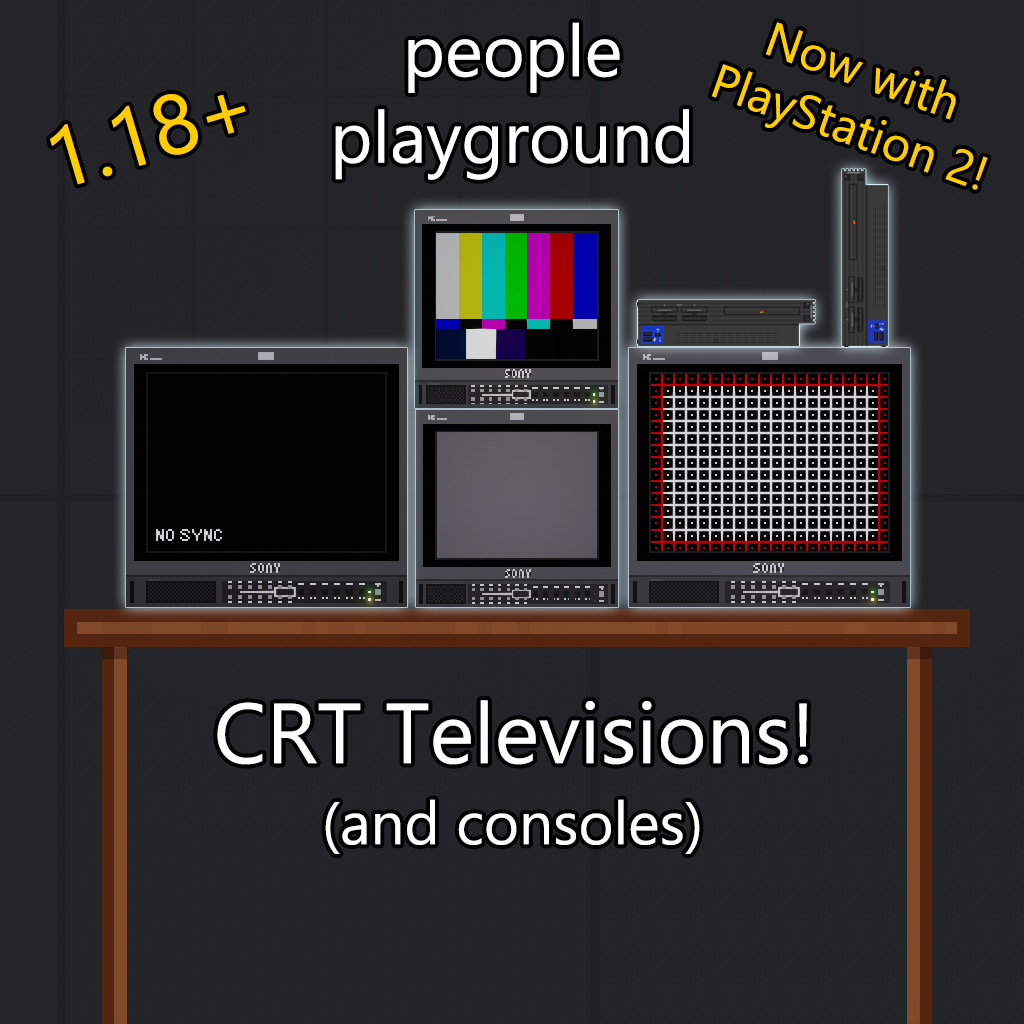 people
playground
1.18+
Now with
PlayStation 2!
SONY
NO SYNC
SONY
SONY
SONY
CRT Televisions!
(and consoles)